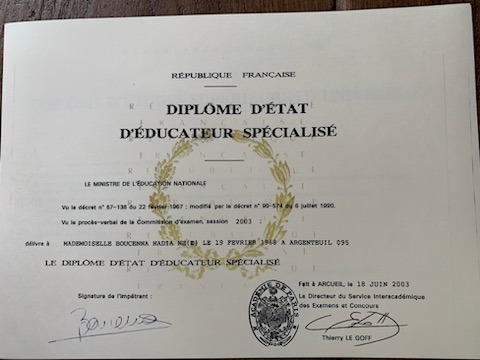 RÉPUBLIQUE FRANÇAISE
DIPLÔME D'ÉTAT
D'ÉDUCATEUR SPÉCIALISÉ
LE MINISTRE DE L'ÉDUCATION NATIONALE
Vu le décret n° 67-138 du 22 février 1967 ; modifié par le décret n° 90-574 du 6 juillet 1990.
Vu le procès-verbal de la Commission d'examen, session 2003 :
délivre à MADEMOISELLE BOUCENNA NADIA NE(E) LE 19 FEVRIER 1968 A ARGENTEUIL 095
LE DIPLÔME D'ÉTAT D'ÉDUCATEUR SPÉCIALISÉ
Fait à ARCUEIL, le 18 JUIN 2003
Signature de l'impétrant :
Le Directeur du Service Interacadémique
des Examens et Concours
ACADÉMIE DE PARIS
Thierry LE GOFF